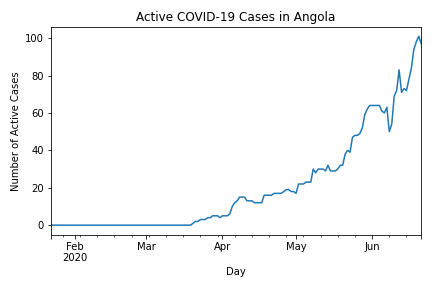 Active COVID-19 Cases in Angola
Number of Active Cases
100
80
60
40
20
0
Feb
2020
Mar
Apr
May
Jun
Day